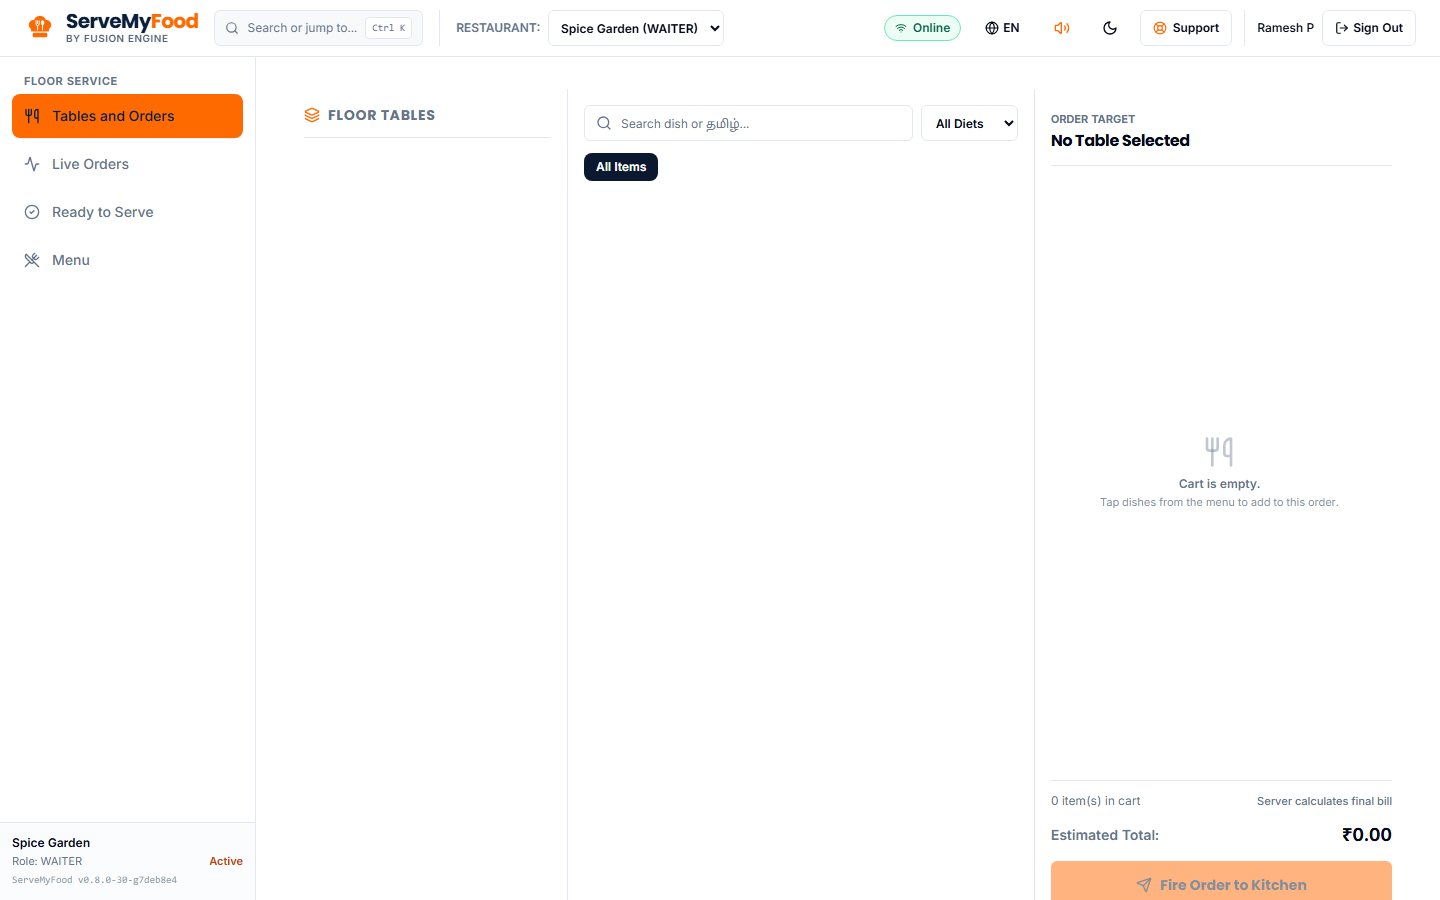 ServeMyFood
BY FUSION ENGINE
Search or jump to...
Ctrl K
RESTAURANT:
Spice Garden (WAITER)
Online
EN
Support
Ramesh P
Sign Out
FLOOR SERVICE
Tables and Orders
Live Orders
Ready to Serve
Menu
Spice Garden
Role: WAITER
Active
ServeMyFood v0.8.0-30-g7deb8e4
FLOOR TABLES
Search dish or தமிழ்...
All Diets
All Items
ORDER TARGET
No Table Selected
Cart is empty.
Tap dishes from the menu to add to this order.
0 item(s) in cart
Server calculates final bill
Estimated Total:
₹0.00
Fire Order to Kitchen